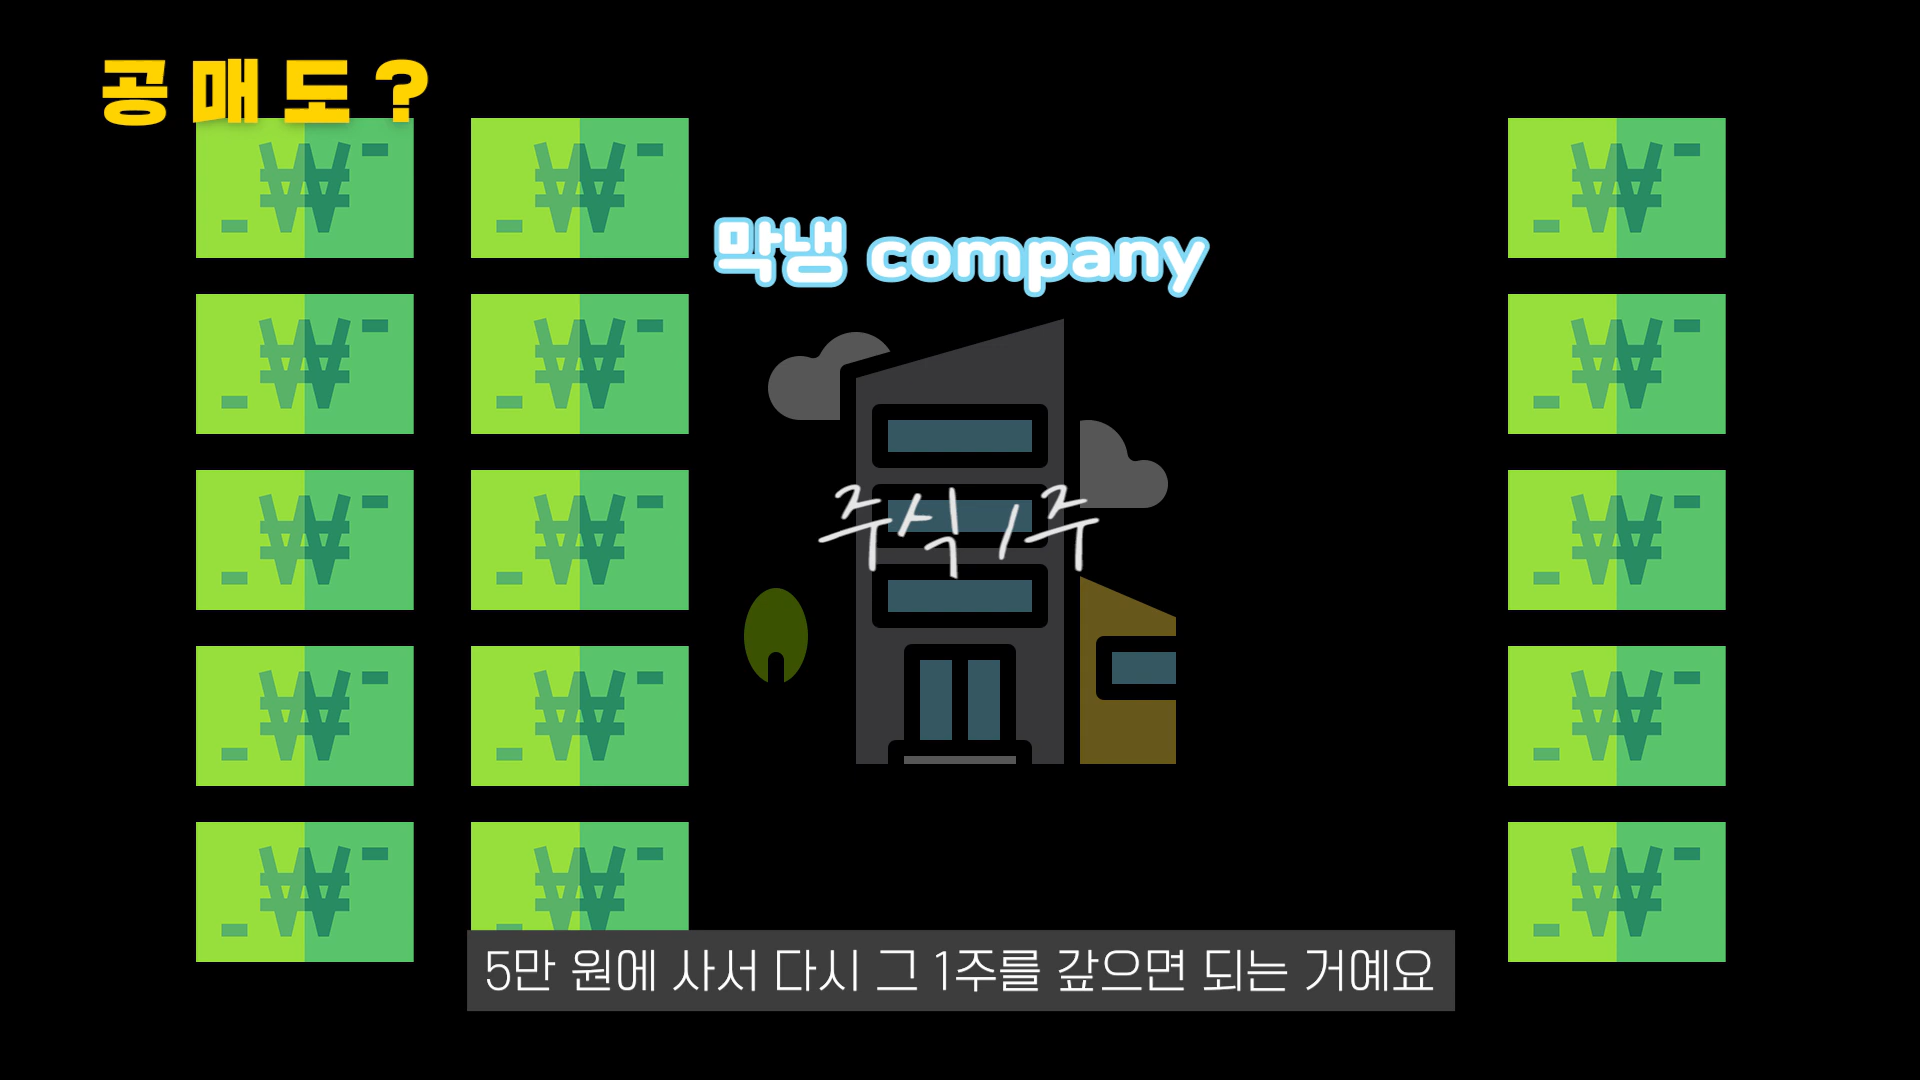 공매도?
막냉 company
주식 1주
5만 원에 사서 다시 그 1주를 갚으면 되는 거예요